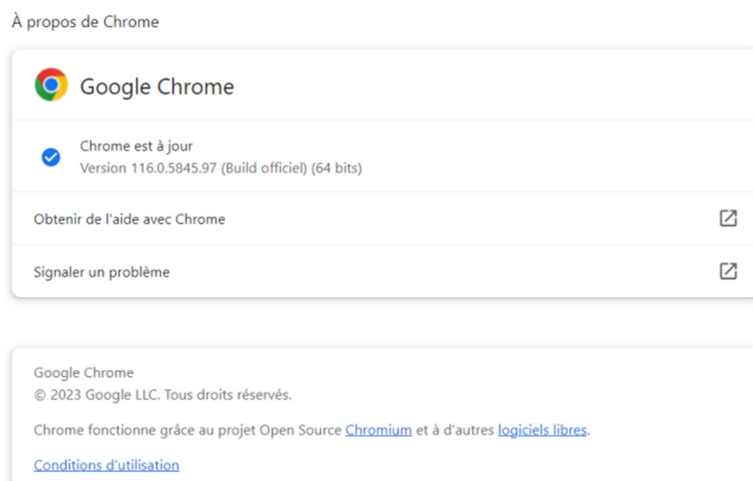 À propos de Chrome
Google Chrome
Chrome est à jour
Version 116.0.5845.97 (Build officiel) (64 bits)
Obtenir de l'aide avec Chrome
Signaler un problème
Google Chrome
© 2023 Google LLC. Tous droits réservés.
Chrome fonctionne grâce au projet Open Source Chromium et à d'autres logiciels libres.
Conditions d'utilisation